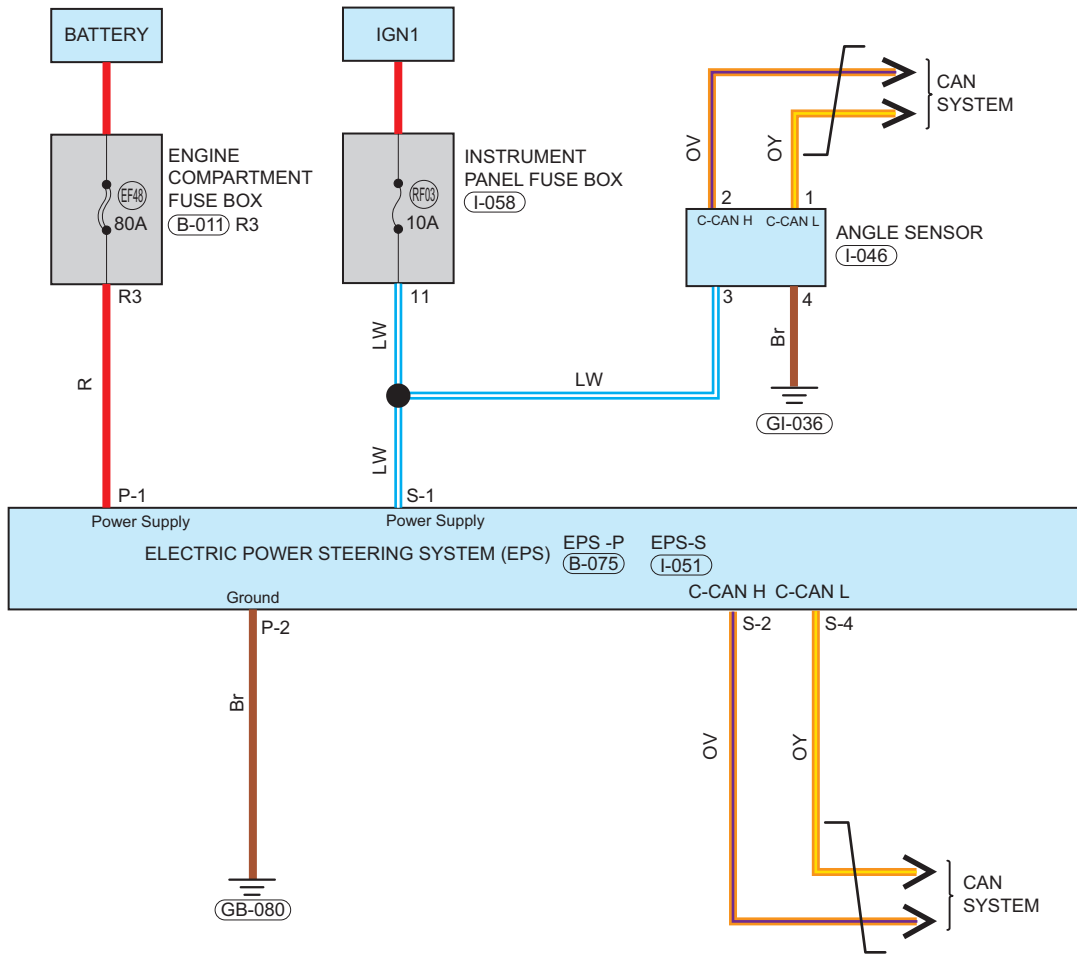 BATTERY
IGN1
CAN
SYSTEM
OV
OY
ENGINE
COMPARTMENT
FUSE BOX
B-011 R3
EF48
80A
INSTRUMENT
PANEL FUSE BOX
I-058
RF03
10A
2
1
C-CAN H
C-CAN L
ANGLE SENSOR
I-046
R3
11
3
4
LW
Br
R
LW
GI-036
LW
P-1
S-1
Power Supply
Power Supply
ELECTRIC POWER STEERING SYSTEM (EPS)
EPS -P
B-075
EPS-S
I-051
Ground
C-CAN H
C-CAN L
P-2
S-2
S-4
Br
OV
OY
GB-080
CAN
SYSTEM